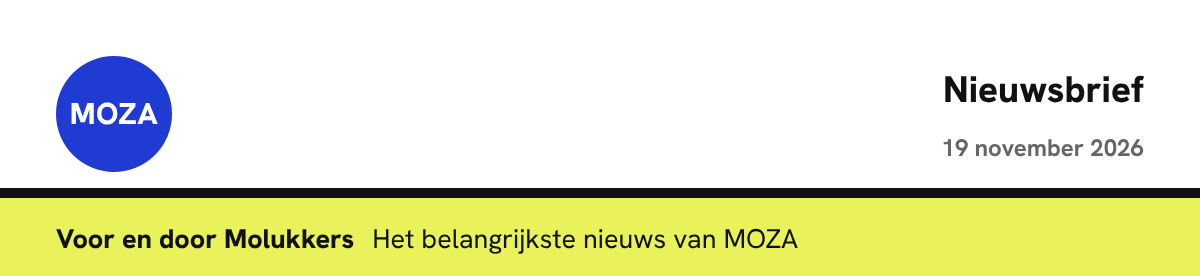 MOZA
Nieuwsbrief
19 november 2026
Voor en door Molukkers Het belangrijkste nieuws van MOZA